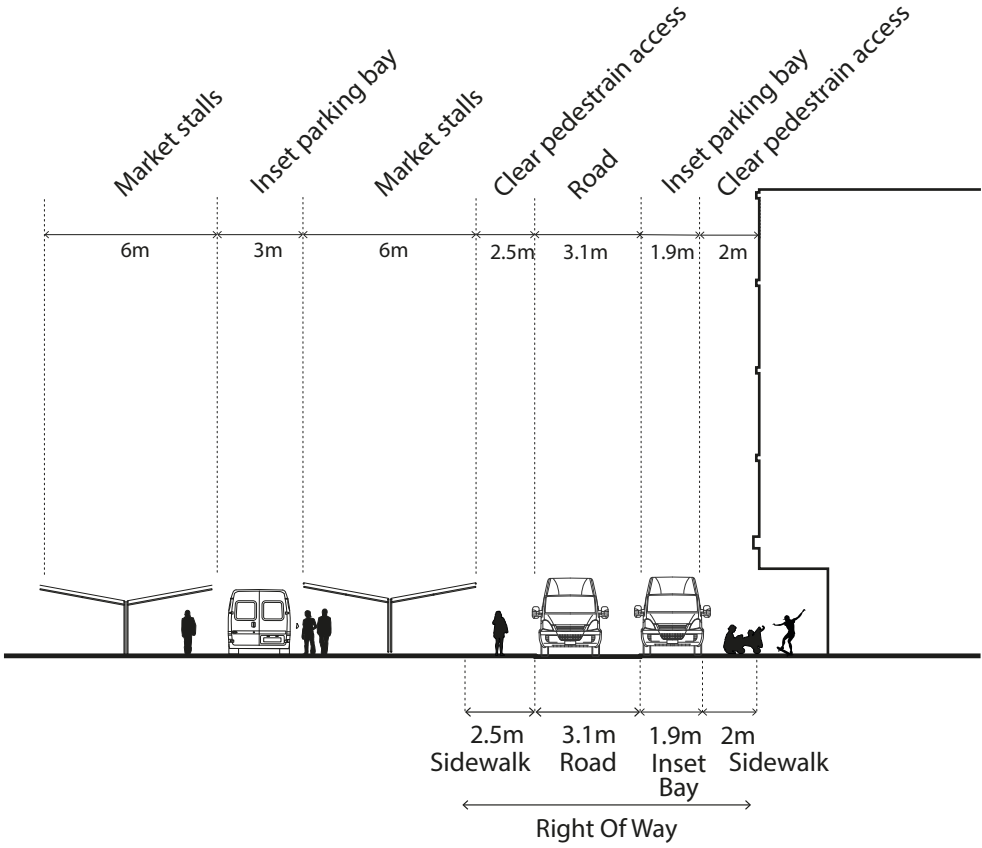 Market stalls
Inset parking bay
Market stalls
Clear pedestrain access
Road
Inset parking bay
Clear pedestrain access
6m
3m
6m
2.5m
3.1m
1.9m
2m
2.5m
Sidewalk
3.1m
Road
1.9m
Inset
Bay
2m
Sidewalk
Right Of Way